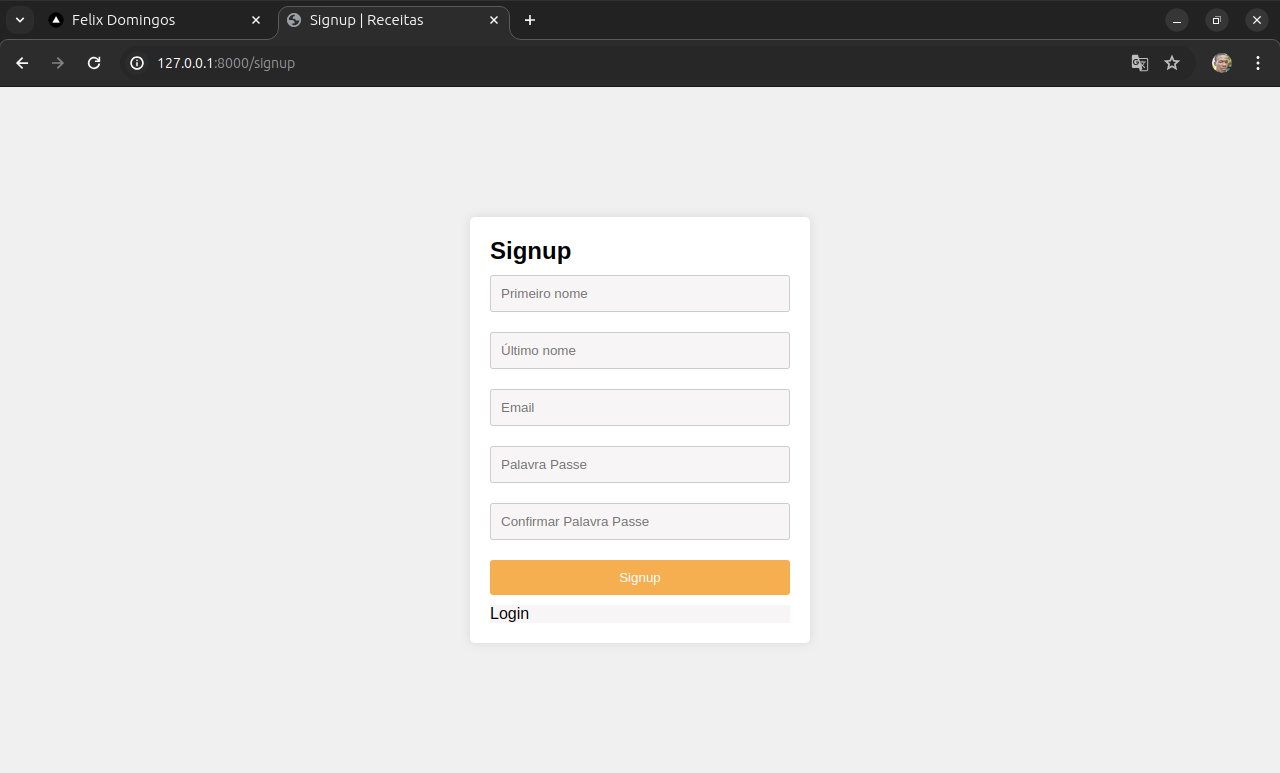 Felix Domingos
Signup | Receitas
127.0.0.1:8000/signup
Signup
Primeiro nome
Último nome
Email
Palavra Passe
Confirmar Palavra Passe
Signup
Login